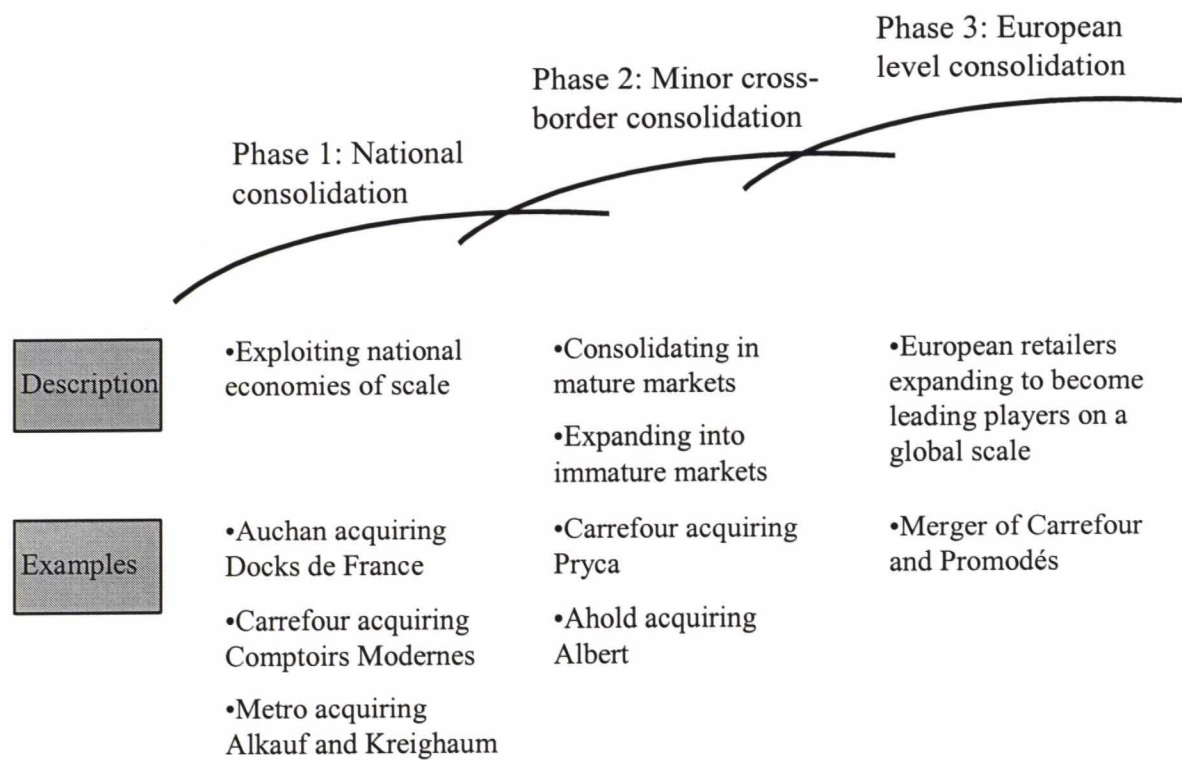 Phase 3: European
level consolidation
Phase 2: Minor cross-
border consolidation
Phase 1: National
consolidation
Description
•Exploiting national
economies of scale
•Consolidating in
mature markets
•Expanding into
immature markets
•European retailers
expanding to become
leading players on a
global scale
Examples
•Auchan acquiring
Docks de France
•Carrefour acquiring
Comptoirs Modernes
•Metro acquiring
Alkauf and Kreighaum
•Carrefour acquiring
Pryca
•Ahold acquiring
Albert
•Merger of Carrefour
and Promodés